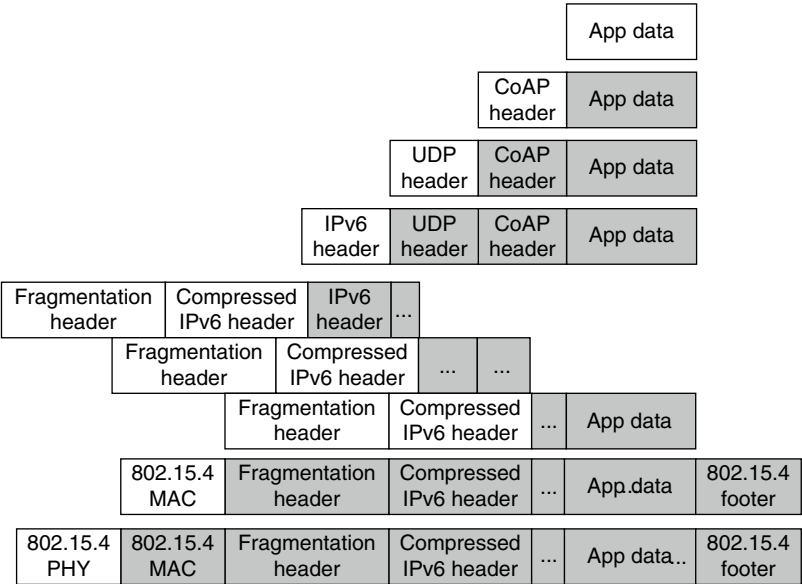 App data
CoAP
header
App data
UDP
header
CoAP
header
App data
IPv6
header
UDP
header
CoAP
header
App data
Fragmentation
header
Compressed
IPv6 header
IPv6
header
...
Fragmentation
header
Compressed
IPv6 header
...
...
Fragmentation
header
Compressed
IPv6 header
...
App data
802.15.4
MAC
Fragmentation
header
Compressed
IPv6 header
...
App...data
802.15.4
footer
802.15.4
PHY
802.15.4
MAC
Fragmentation
header
Compressed
IPv6 header
...
App data...
802.15.4
footer